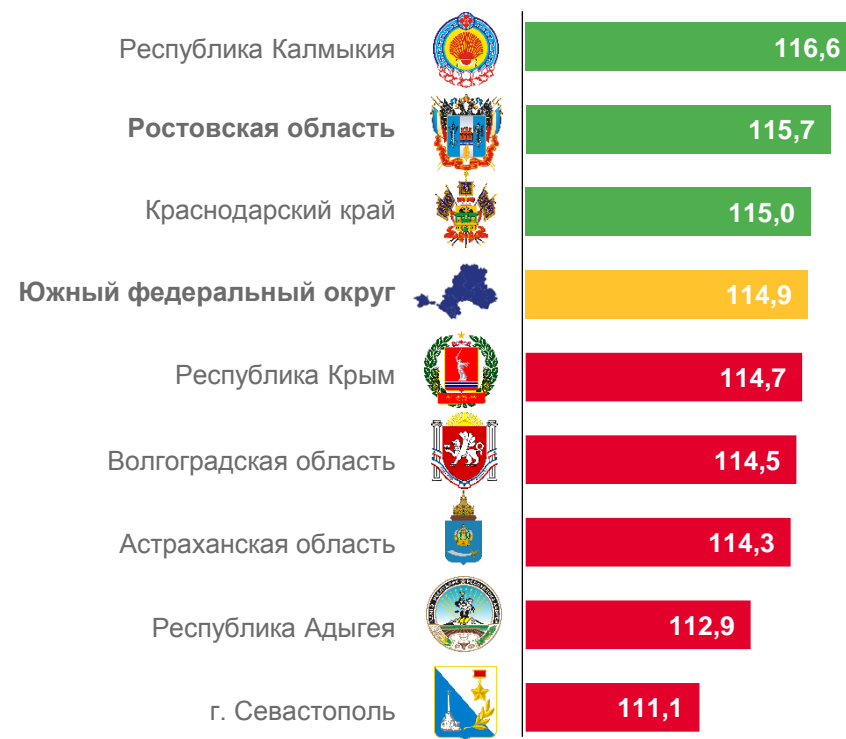 Республика Калмыкия 116,6
Ростовская область 115,7
Краснодарский край 115,0
Южный федеральный округ 114,9
Республика Крым 114,7
Волгоградская область 114,5
Астраханская область 114,3
Республика Адыгея 112,9
г. Севастополь 111,1